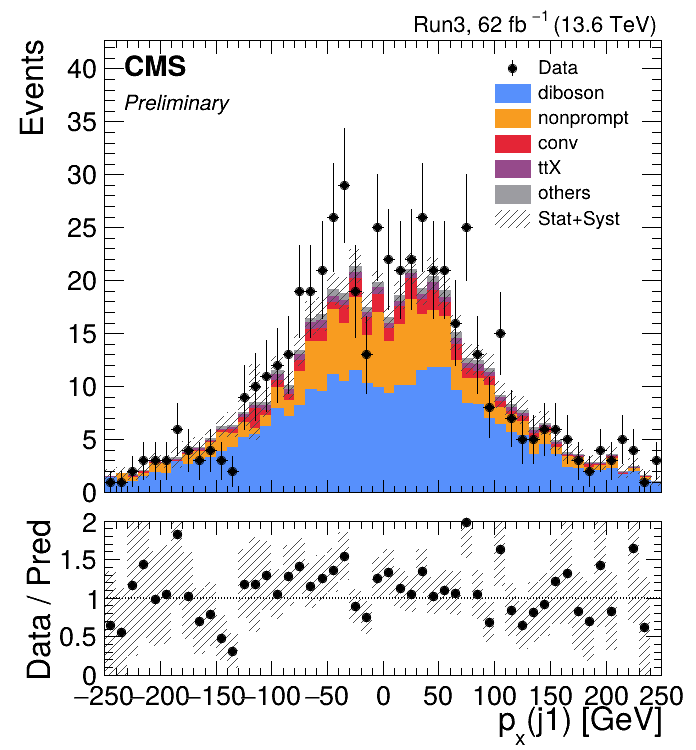 Run3, 62 fb⁻¹ (13.6 TeV)
CMS
Preliminary
Events
40
35
30
25
20
15
10
5
0
Data
diboson
nonprompt
conv
ttX
others
Stat+Syst
Data / Pred
2
1.5
1
0.5
0
−250 −200 −150 −100 −50 0 50 100 150 200 250
pₓ(j1) [GeV]